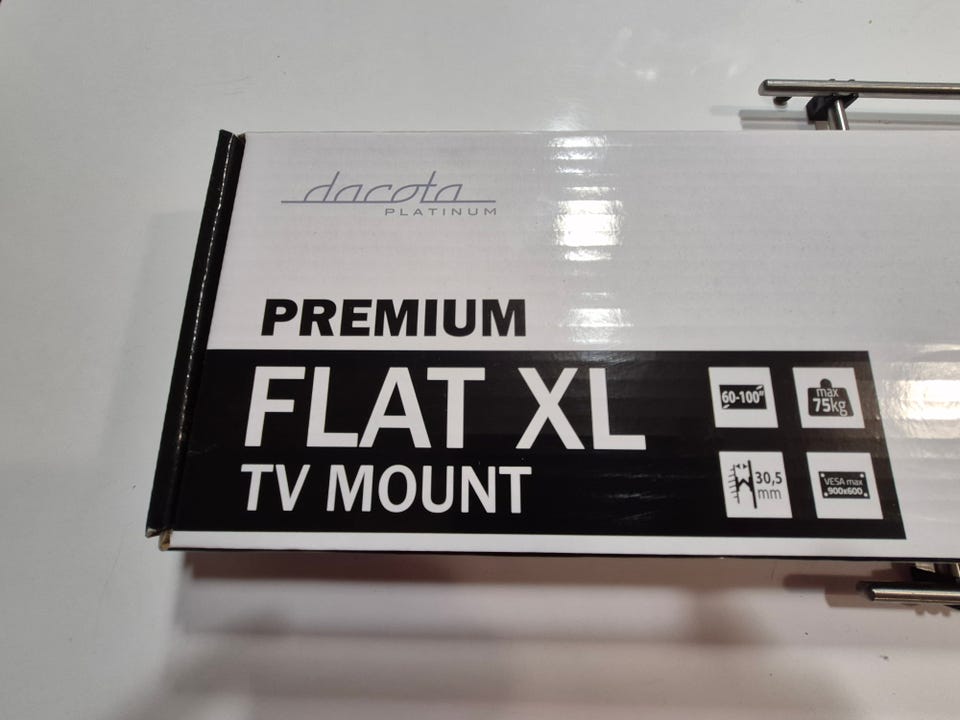 dacota
PLATINUM
PREMIUM
FLAT XL
TV MOUNT
60-100"
max
75kg
30,5
mm
VESA max
900x600